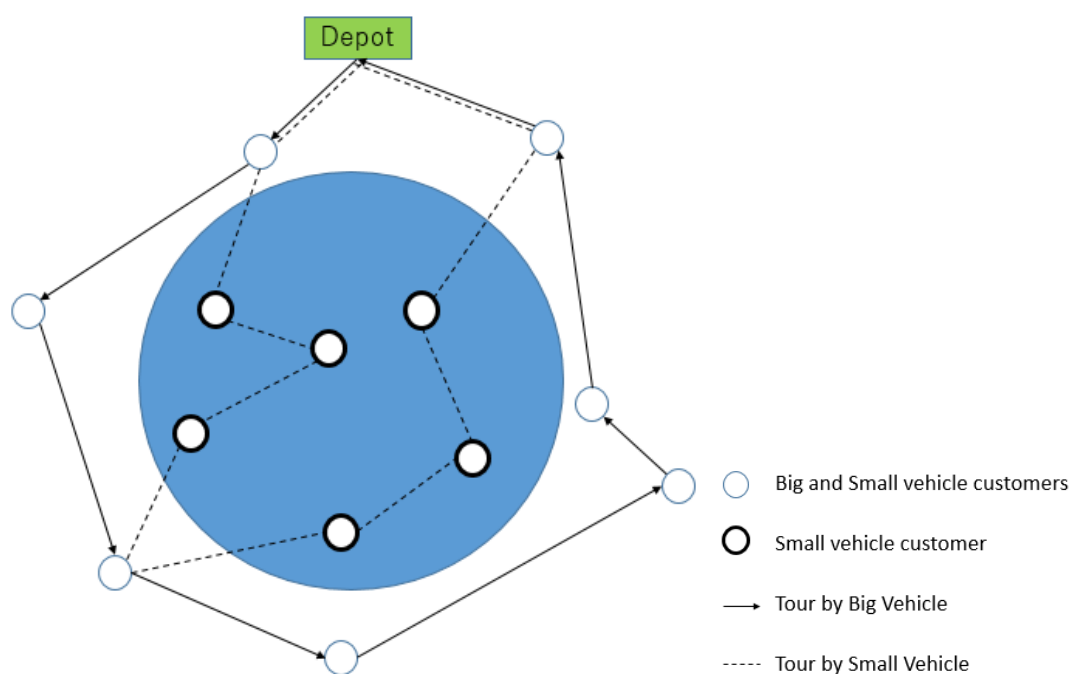 Depot
Big and Small vehicle customers
Small vehicle customer
Tour by Big Vehicle
Tour by Small Vehicle